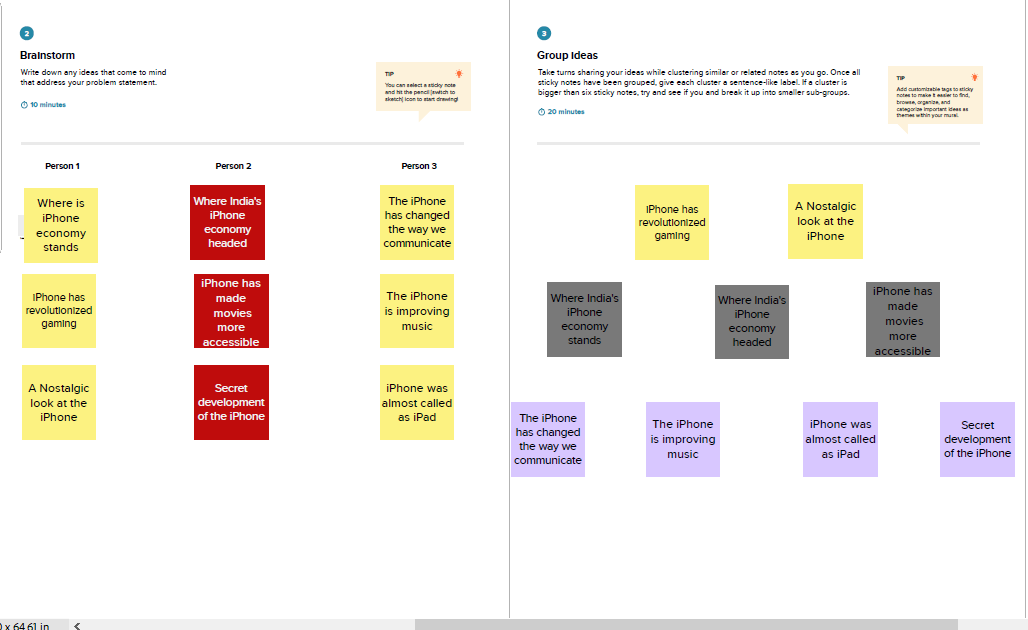 2
Brainstorm
Write down any ideas that come to mind
that address your problem statement.
10 minutes
TIP
You can select a sticky note
and hit the pencil (switch to
sketch) icon to start drawing!
Person 1
Person 2
Person 3
Where is
iPhone
economy
stands
Where India's
iPhone
economy
headed
The iPhone
has changed
the way we
communicate
iPhone has
revolutionized
gaming
iPhone has
made
movies
more
accessible
The iPhone
is improving
music
A Nostalgic
look at the
iPhone
Secret
development
of the iPhone
iPhone was
almost called
as iPad
3
Group Ideas
Take turns sharing your ideas while clustering similar or related notes as you go. Once all
sticky notes have been grouped, give each cluster a sentence-like label. If a cluster is
bigger than six sticky notes, try and see if you and break it up into smaller sub-groups.
20 minutes
TIP
Add customizable tags to sticky
notes to make it easier to find,
browse, organize, and
categorize important ideas as
themes within your mural.
iPhone has
revolutionized
gaming
A Nostalgic
look at the
iPhone
Where India's
iPhone
economy
stands
Where India's
iPhone
economy
headed
iPhone has
made
movies
more
accessible
The iPhone
has changed
the way we
communicate
The iPhone
is improving
music
iPhone was
almost called
as iPad
Secret
development
of the iPhone
x 64.61 in